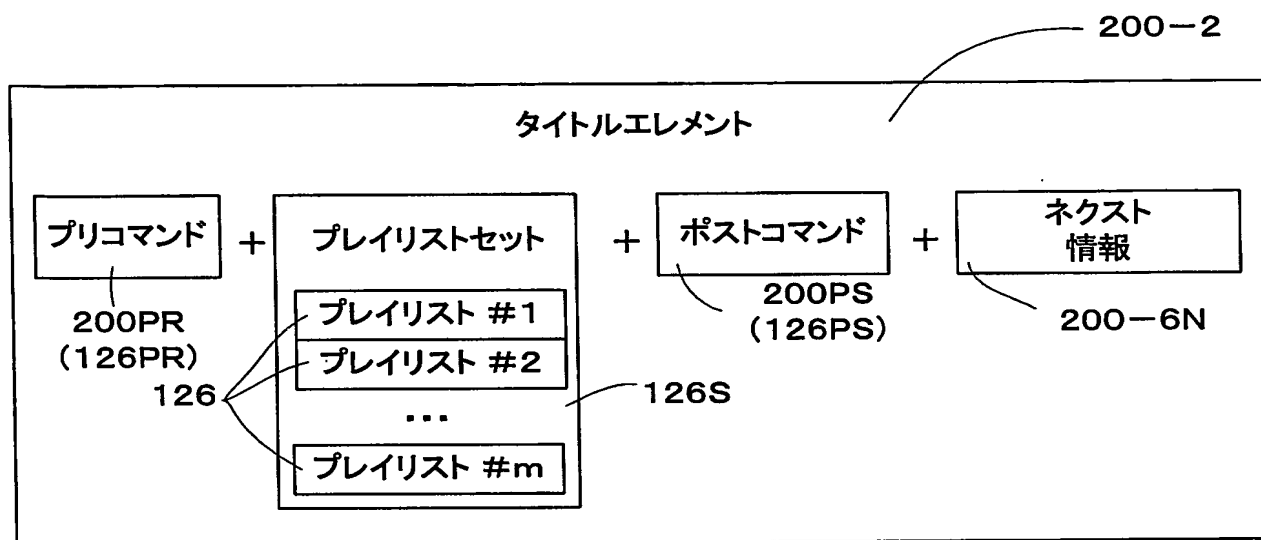 200−2
タイトルエレメント
プリコマンド
+
プレイリストセット
+
ポストコマンド
+
ネクスト
情報
200PR
(126PR)
プレイリスト #1
プレイリスト #2
・・・
プレイリスト #m
126
126S
200PS
(126PS)
200−6N